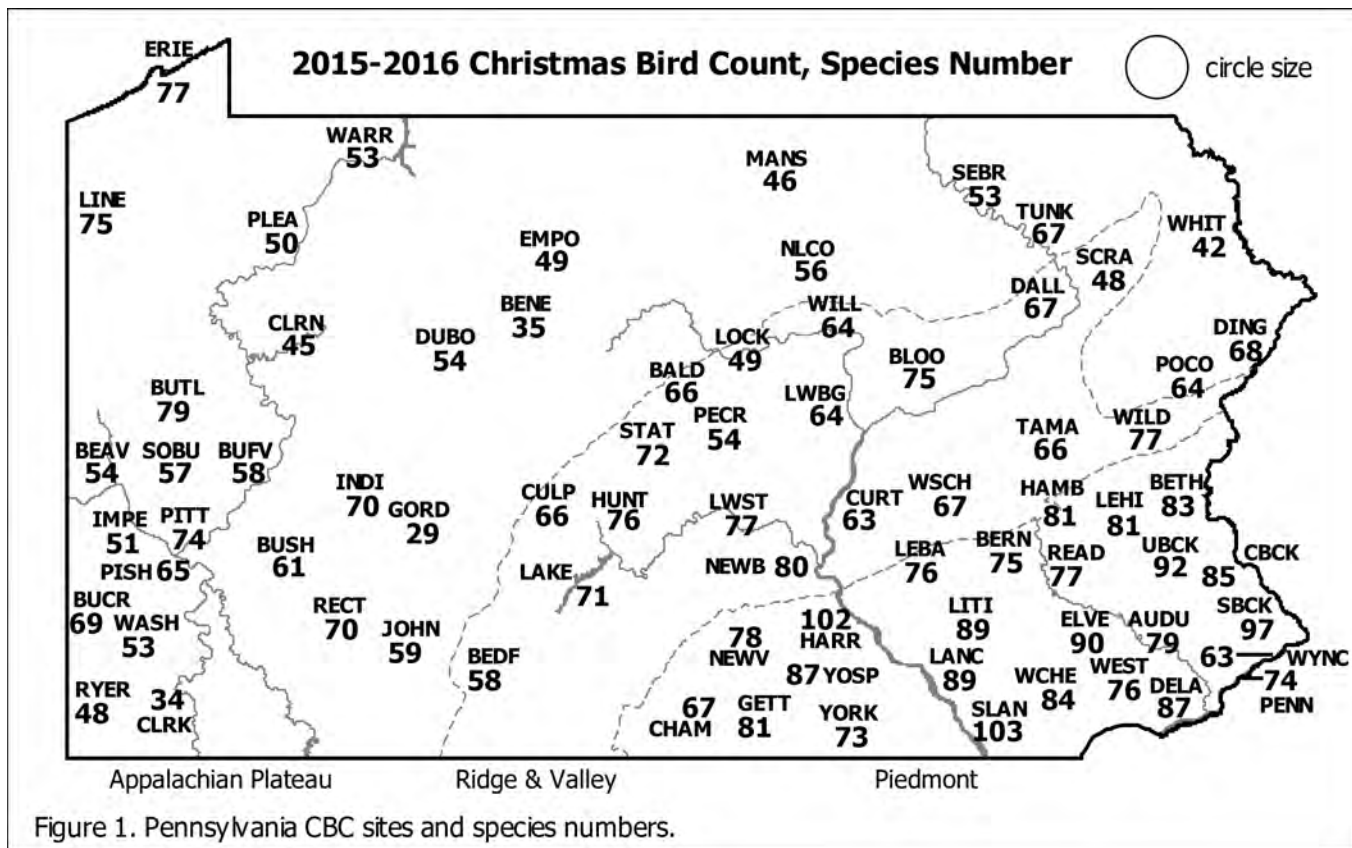 2015-2016 Christmas Bird Count, Species Number
circle size
ERIE
77
WARR
53
LINE
75
PLEA
50
MANS
46
SEBR
53
TUNK
67
WHIT
42
EMPO
49
NLCO
56
SCRA
48
DALL
67
BENE
35
WILL
64
CLRN
45
DUBO
54
LOCK
49
DING
68
BLOO
75
POCO
64
BALD
66
BUTL
79
LWBG
64
PECR
54
WILD
77
STAT
72
TAMA
66
BEAV
54
SOBU
57
BUFV
58
INDI
70
GORD
29
CULP
66
HUNT
76
LWST
77
CURT
63
WSCH
67
HAMB
81
LEHI
81
BETH
83
IMPE
51
PITT
74
BUSH
61
LEBA
76
BERN
75
READ
77
UBCK
92
CBCK
85
PISH 65
LAKE
71
NEWB 80
BUCR
69
WASH
53
RECT
70
JOHN
59
102
HARR
LITI
89
ELVE
90
AUDU
79
SBCK
97
78
NEWV
BEDF
58
87 YOSP
LANC
89
WCHE
84
WEST
76
DELA
87
63
WYNC
74
PENN
RYER
48
34
CLRK
67
CHAM
GETT
81
YORK
73
SLAN
103
Appalachian Plateau
Ridge & Valley
Piedmont
Figure 1. Pennsylvania CBC sites and species numbers.